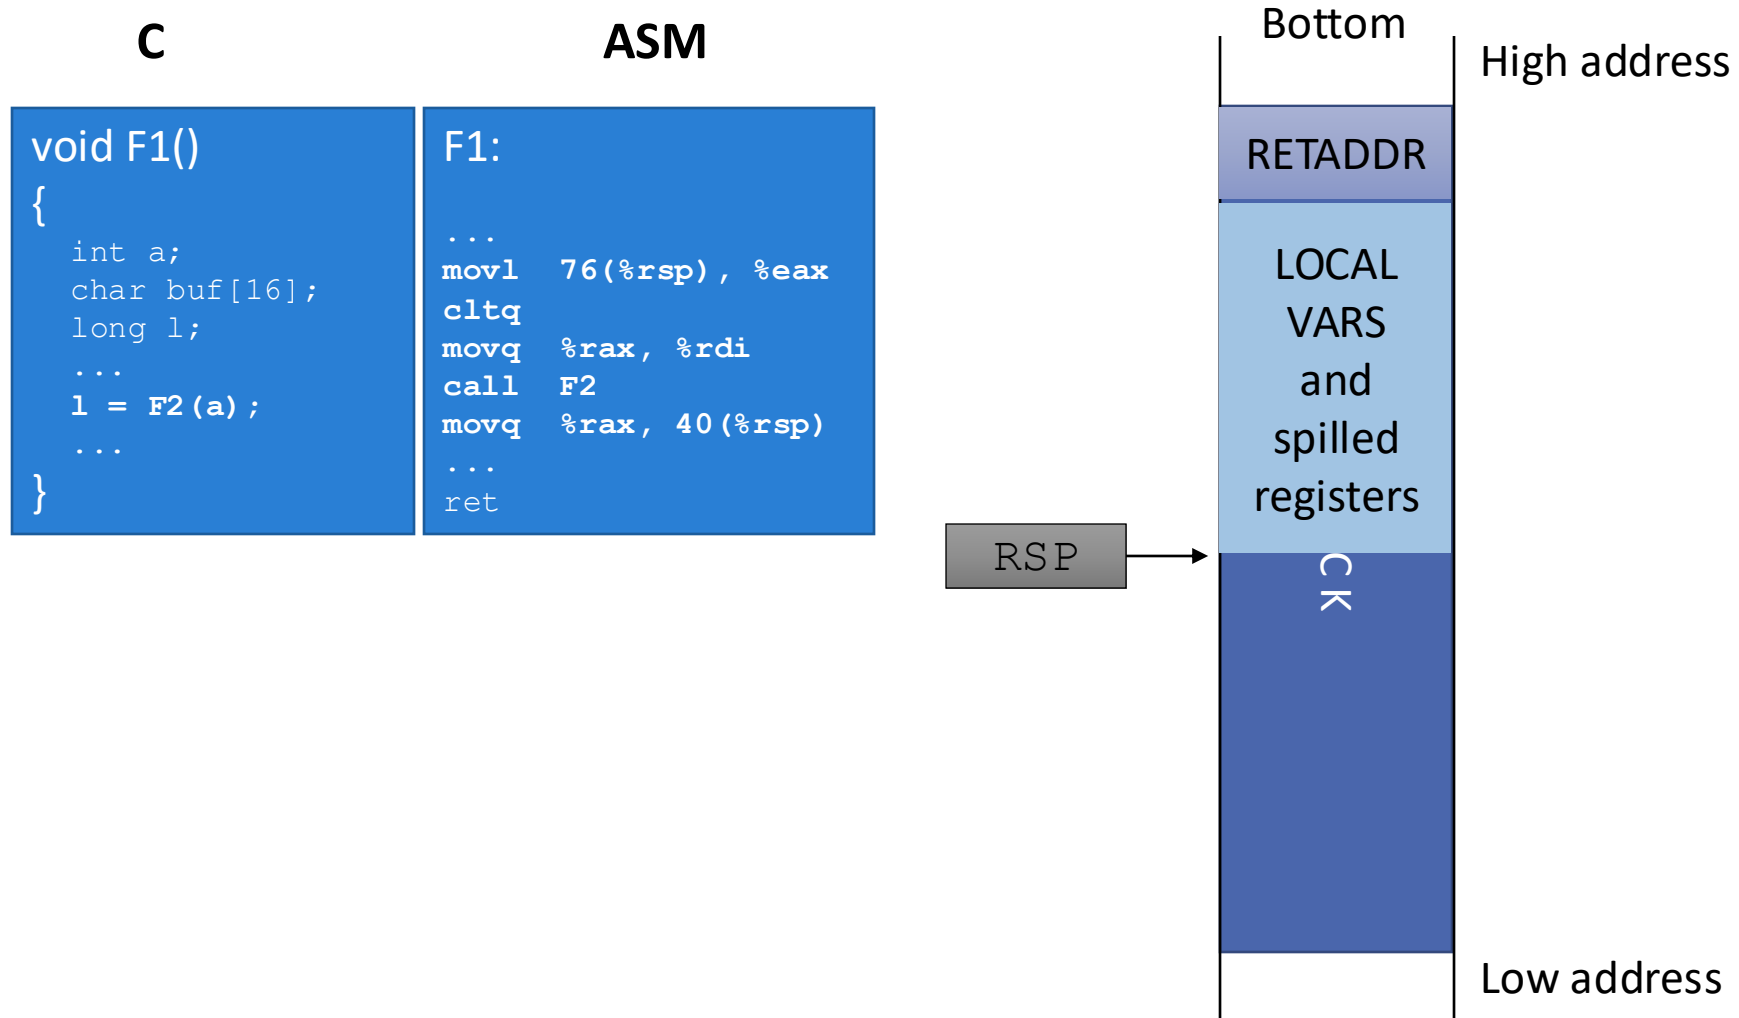 C
ASM
void F1()
{
int a;
char buf[16];
long l;
...
l = F2(a);
...
}
F1:
...
movl 76(%rsp), %eax
cltq
movq %rax, %rdi
call F2
movq %rax, 40(%rsp)
...
ret
RSP
Bottom
High address
RETADDR
LOCAL
VARS
and
spilled
registers
CK
Low address